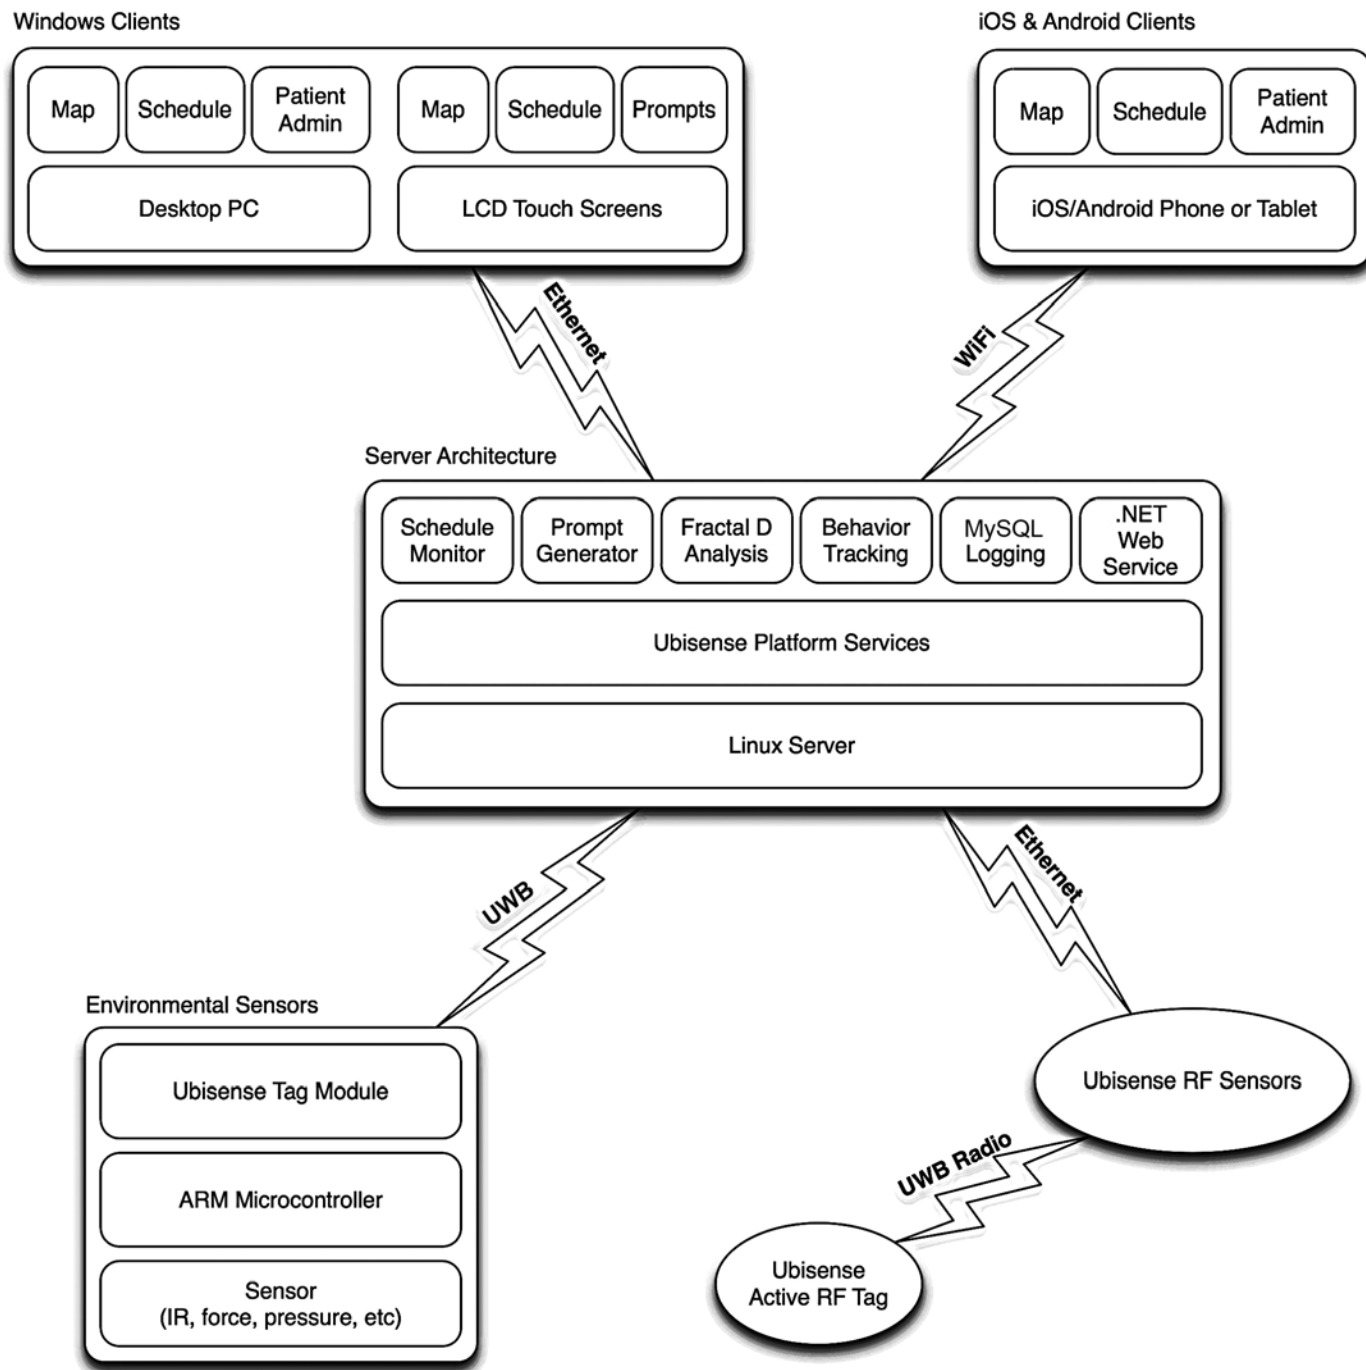 Windows Clients
iOS & Android Clients
Map
Schedule
Patient
Admin
Map
Schedule
Prompts
Desktop PC
LCD Touch Screens
Map
Schedule
Patient
Admin
iOS/Android Phone or Tablet
Ethernet
WiFi
Server Architecture
Schedule
Monitor
Prompt
Generator
Fractal D
Analysis
Behavior
Tracking
MySQL
Logging
.NET
Web
Service
Ubisense Platform Services
Linux Server
UWB
Ethernet
Environmental Sensors
Ubisense Tag Module
ARM Microcontroller
Sensor
(IR, force, pressure, etc)
Ubisense RF Sensors
UWB Radio
Ubisense
Active RF Tag